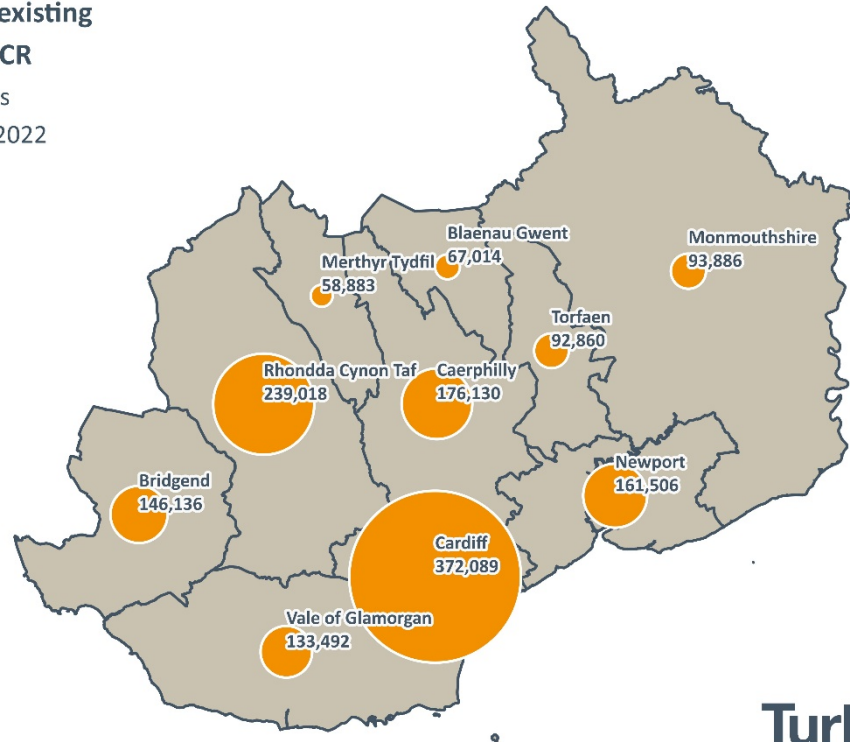 existing
CR
s
2022
Blaenau Gwent
67,014
Monmouthshire
93,886
Merthyr Tydfil
58,883
Torfaen
92,860
Rhondda Cynon Taf
239,018
Caerphilly
176,130
Newport
161,506
Bridgend
146,136
Cardiff
372,089
Vale of Glamorgan
133,492
Turl